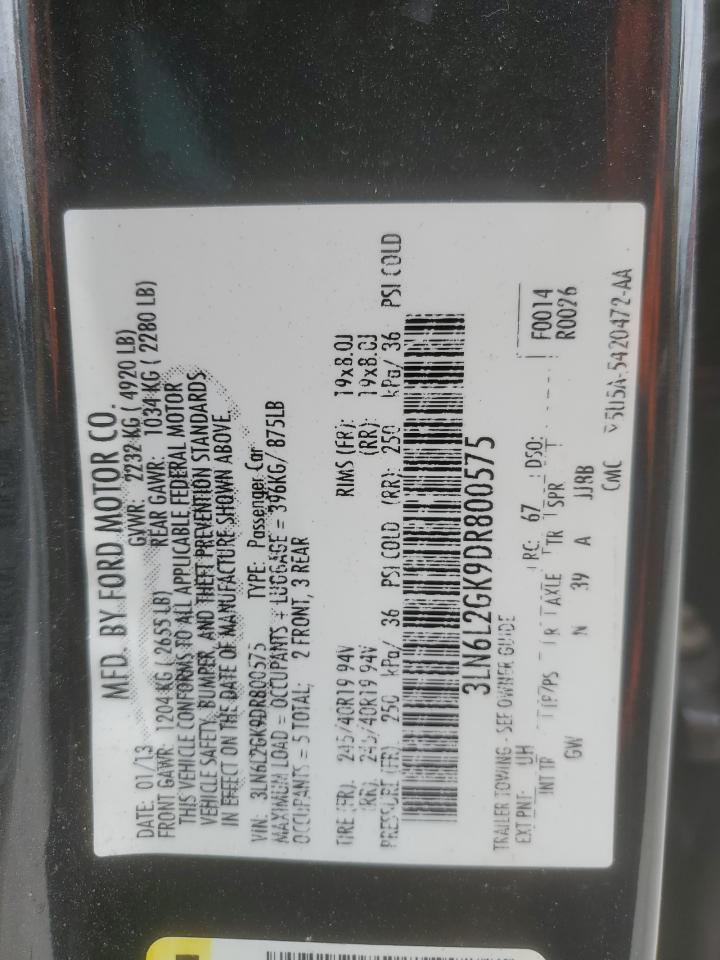 MFD. BY FORD MOTOR CO.
DATE: 01/13 GVWR: 2232 KG ( 4920 LB)
FRONT GAWR: 1204 KG ( 2655 LB) REAR GAWR: 1034 KG ( 2280 LB)
THIS VEHICLE CONFORMS TO ALL APPLICABLE FEDERAL MOTOR
VEHICLE SAFETY, BUMPER, AND THEFT PREVENTION STANDARDS
IN EFFECT ON THE DATE OF MANUFACTURE SHOWN ABOVE.
VIN: 3LN6L2GK9DR800575 TYPE: Passenger Car
MAXIMUM LOAD = OCCUPANTS + LUGGAGE = 396KG/ 875LB
OCCUPANTS = 5 TOTAL; 2 FRONT, 3 REAR
TIRE (FR): 245/40R19 94V RIMS (FR): 19x8.0J
(RR): 245/40R19 94V (RR): 19x8.0J
PRESSURE (FR): 250 kPa/ 36 PSI COLD (RR): 250 kPa/ 36 PSI COLD
3LN6L2GK9DR800575
TRAILER TOWING - SEE OWNER GUIDE
EXT PNT: UH RC: 67 DSO: F0014
R0026
INT TR TP/PS R AXLE TR SPR
GW N 39 A JJ9B
CMC 5U5A-5420472-AA